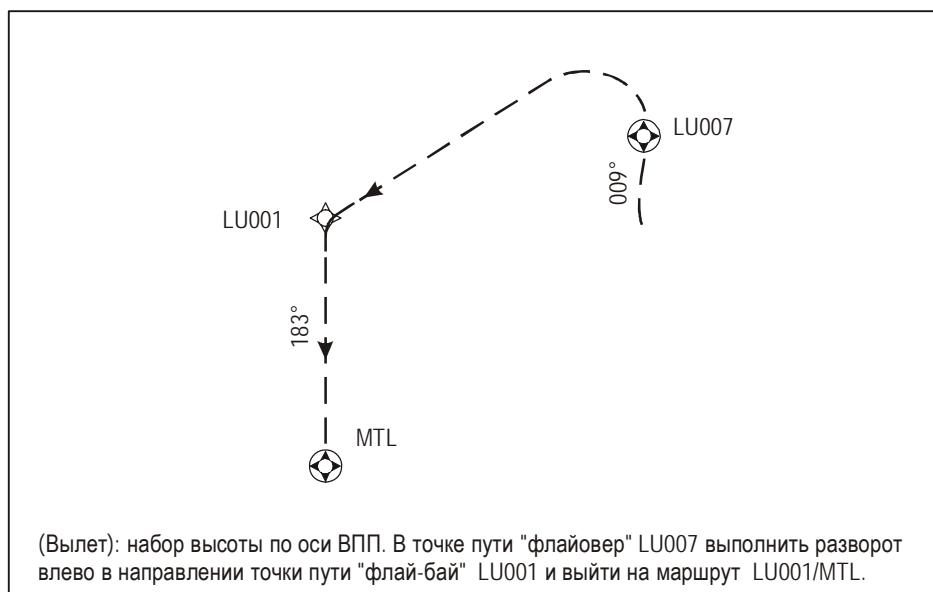 LU007
009°
LU001
183°
MTL
(Вылет): набор высоты по оси ВПП. В точке пути "флайовер" LU007 выполнить разворот
влево в направлении точки пути "флай-бай" LU001 и выйти на маршрут LU001/MTL.